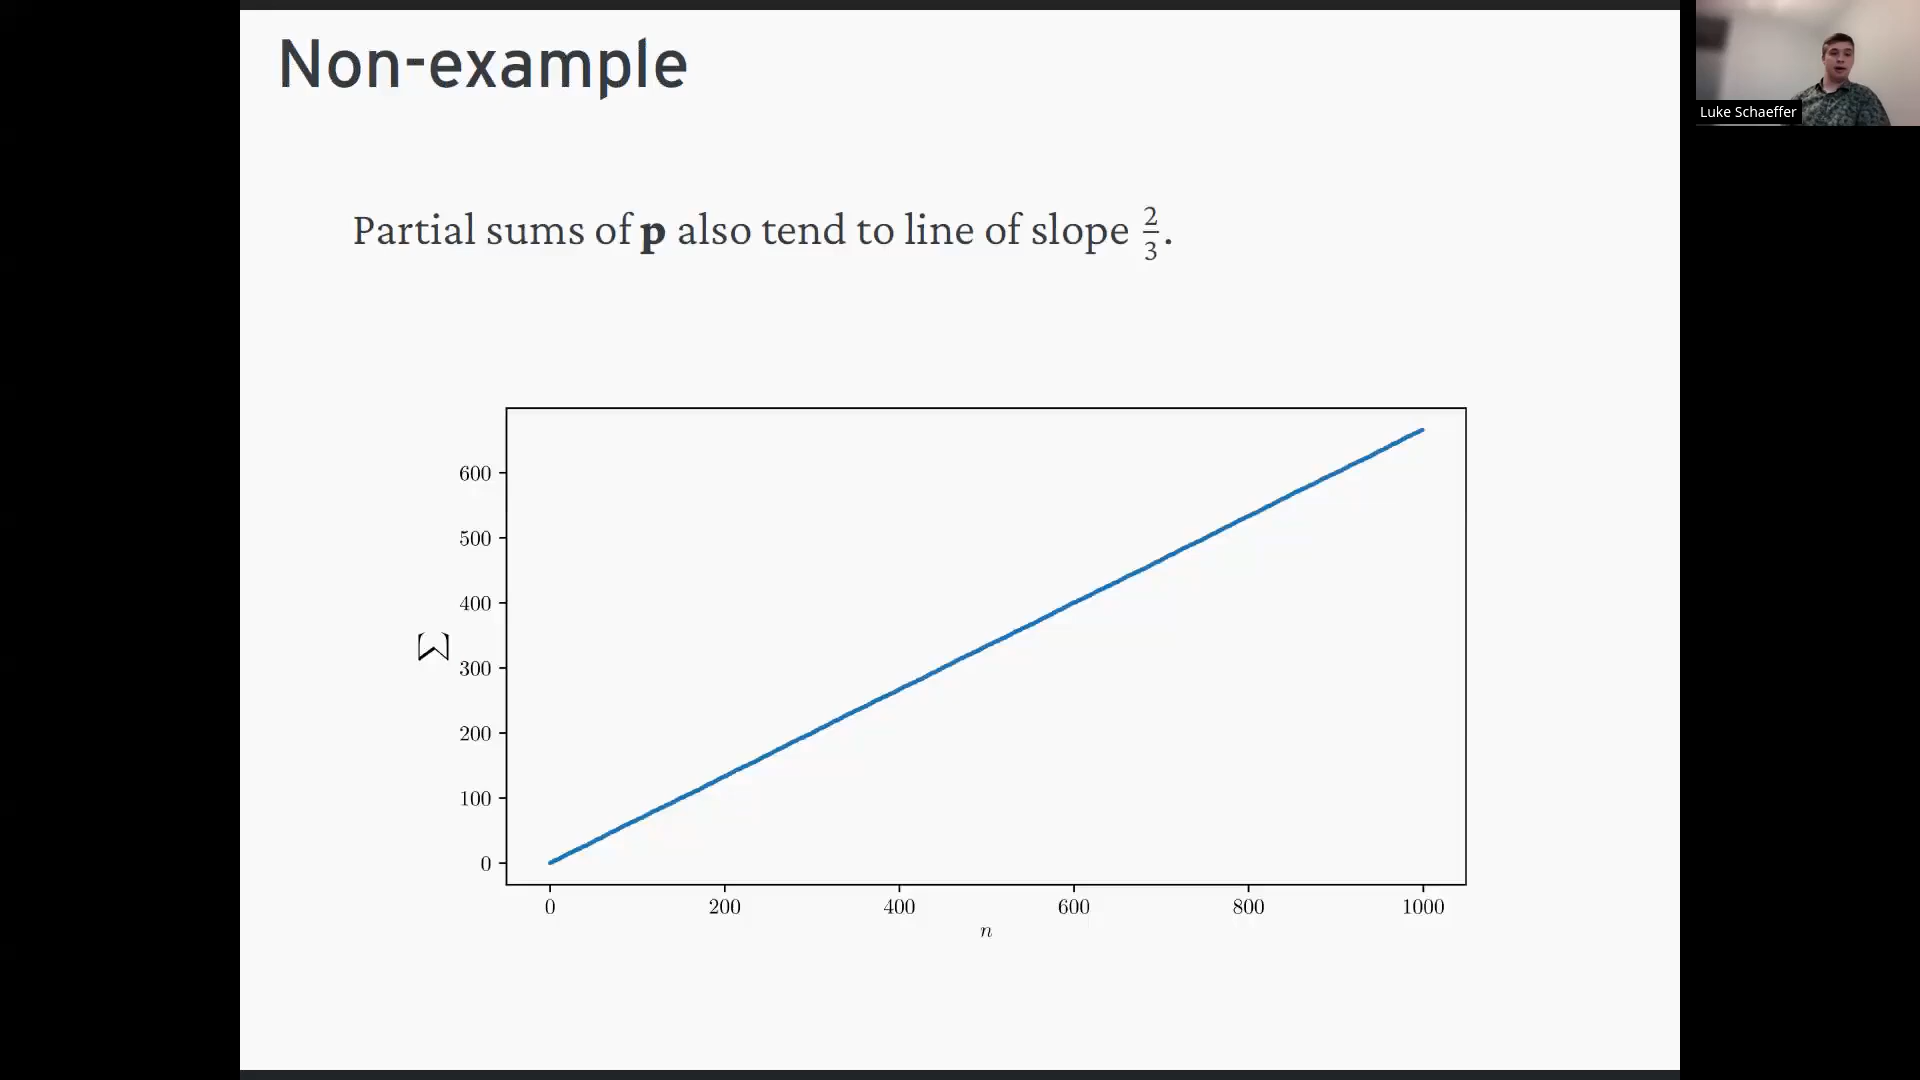 Non-example
Luke Schaeffer
Partial sums of p also tend to line of slope 2/3.
600
500
400
300
200
100
0
∑
0 200 400 600 800 1000
n